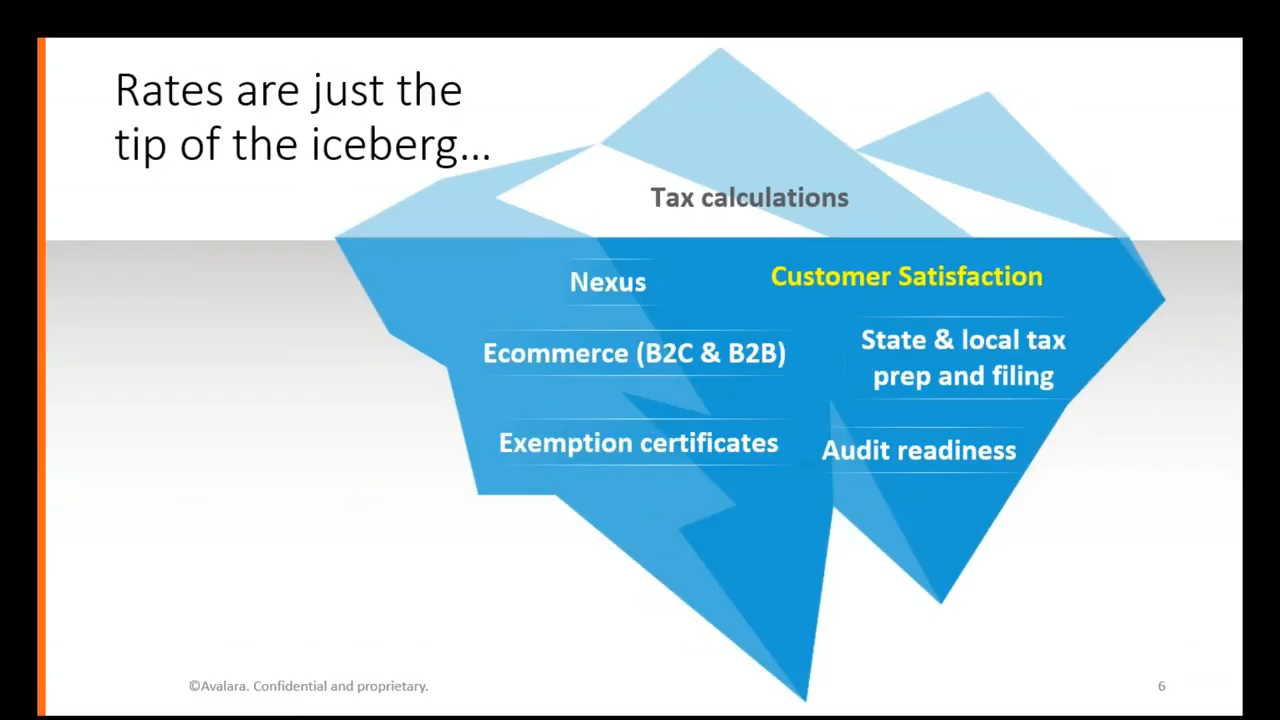 Rates are just the
tip of the iceberg...
Tax calculations
Nexus
Customer Satisfaction
Ecommerce (B2C & B2B)
State & local tax
prep and filing
Exemption certificates
Audit readiness
©Avalara. Confidential and proprietary.
6